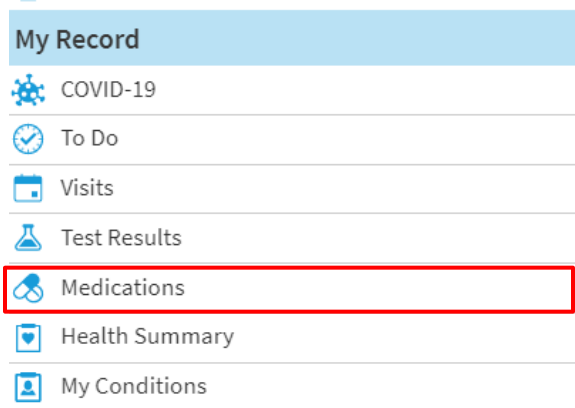 My Record
COVID-19
To Do
Visits
Test Results
Medications
Health Summary
My Conditions